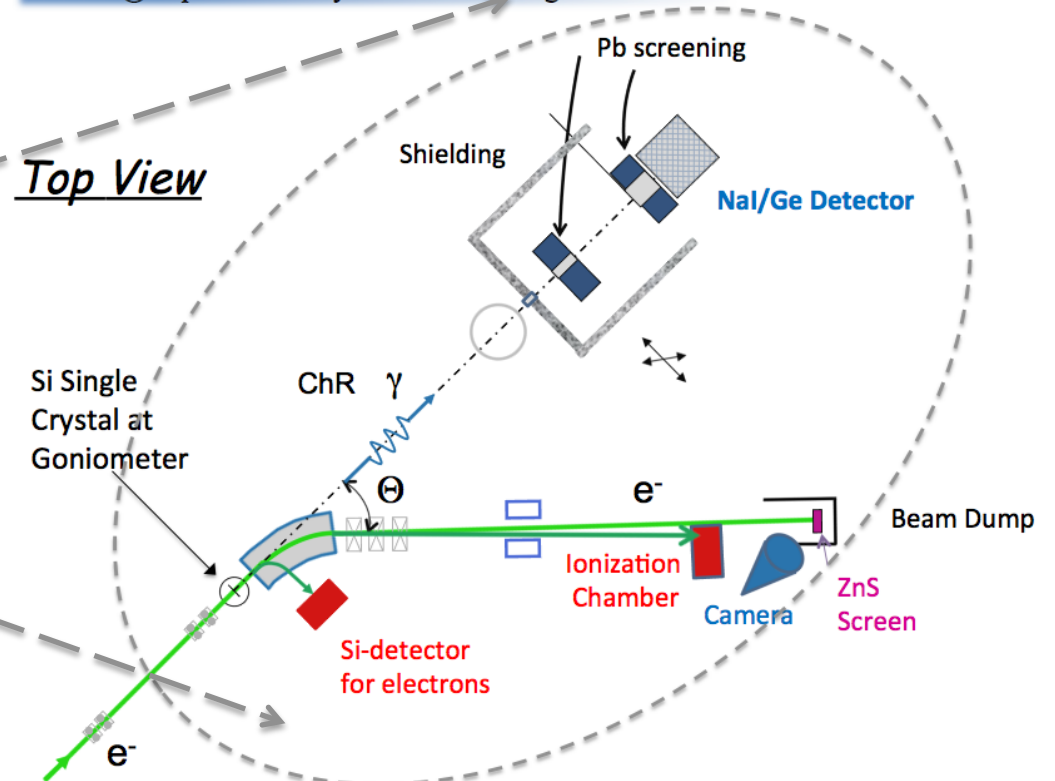 Pb screening
Shielding
Top View
NaI/Ge Detector
Si Single
Crystal at
Goniometer
ChR γ
Θ
e-
Beam Dump
Ionization
Chamber
Camera
ZnS
Screen
Si-detector
for electrons
e-